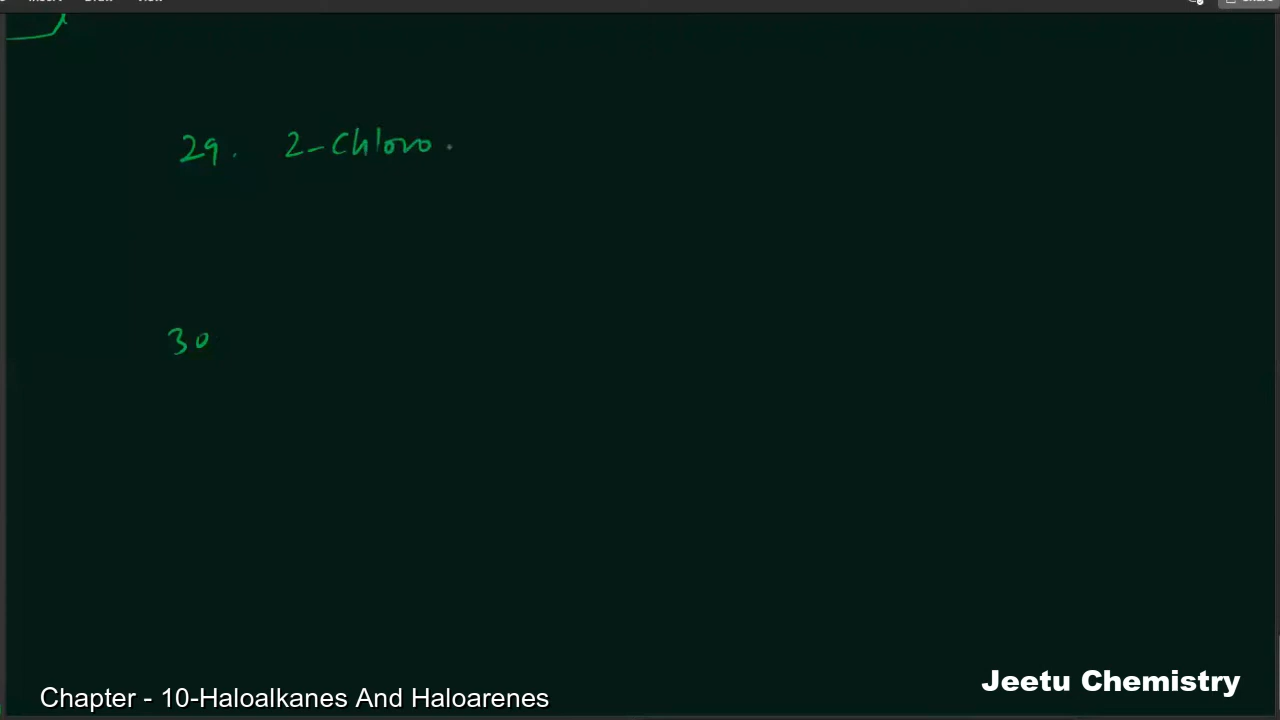 29. 2-Chloro
30
Jeetu Chemistry
Chapter - 10-Haloalkanes And Haloarenes